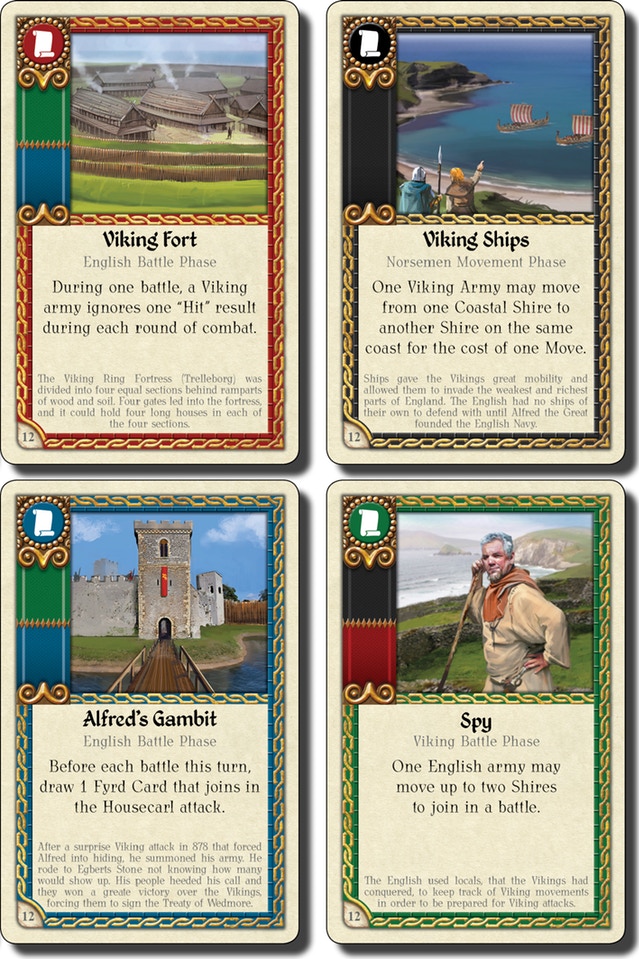 Viking Fort
English Battle Phase
During one battle, a Viking
army ignores one “Hit” result
during each round of combat.
The Viking Ring Fortress (Trelleborg) was
divided into four equal sections behind ramparts
of wood and soil. Four gates led into the fortress,
and it could hold four long houses in each of
the four sections.
12
Viking Ships
Norsemen Movement Phase
One Viking Army may move
from one Coastal Shire to
another Shire on the same
coast for the cost of one Move.
Ships gave the Vikings great mobility and
allowed them to invade the weakest and richest
parts of England. The English had no ships of
their own to defend with until Alfred the Great
founded the English Navy.
12
Alfred's Gambit
English Battle Phase
Before each battle this turn,
draw 1 Fyrd Card that joins in
the Housecarl attack.
After a surprise Viking attack in 878 that forced
Alfred into hiding, he summoned his army. He
rode to Egberts Stone not knowing how many
would show up. His people heeded his call and
they won a greate victory over the Vikings,
forcing them to sign the Treaty of Wedmore.
12
Spy
Viking Battle Phase
One English army may
move up to two Shires
to join in a battle.
The English used locals, that the Vikings had
conquered, to keep track of Viking movements
in order to be prepared for Viking attacks.
12